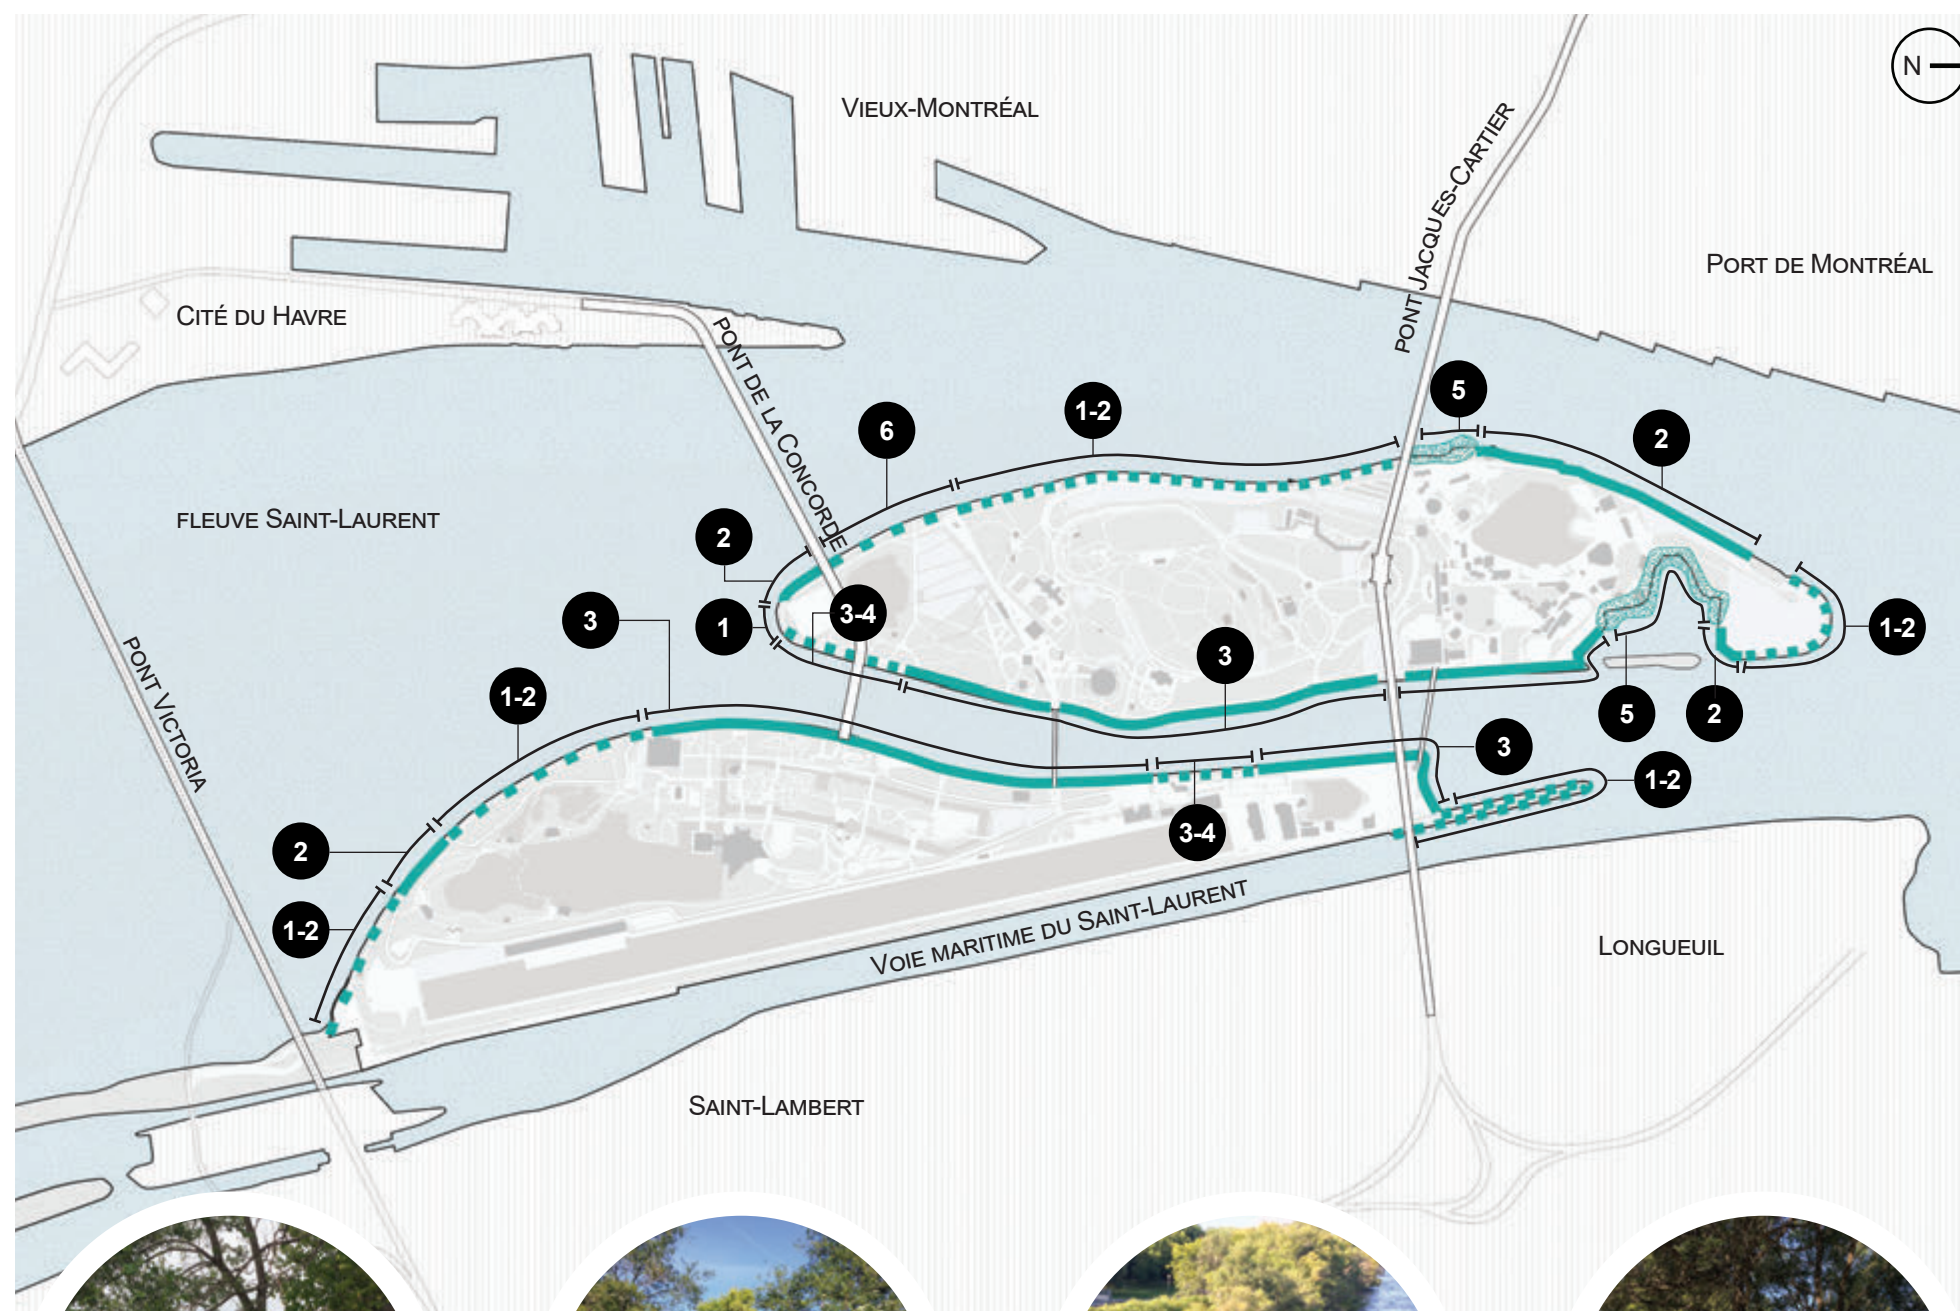 N
VIEUX-MONTRÉAL
PONT JACQUES-CARTIER
PORT DE MONTRÉAL
CITÉ DU HAVRE
PONT DE LA CONCORDE
5
1-2
6
2
FLEUVE SAINT-LAURENT
2
3-4
3
1
1-2
3
PONT VICTORIA
1-2
5
2
3
1-2
3-4
2
VOIE MARITIME DU SAINT-LAURENT
1-2
LONGUEUIL
SAINT-LAMBERT